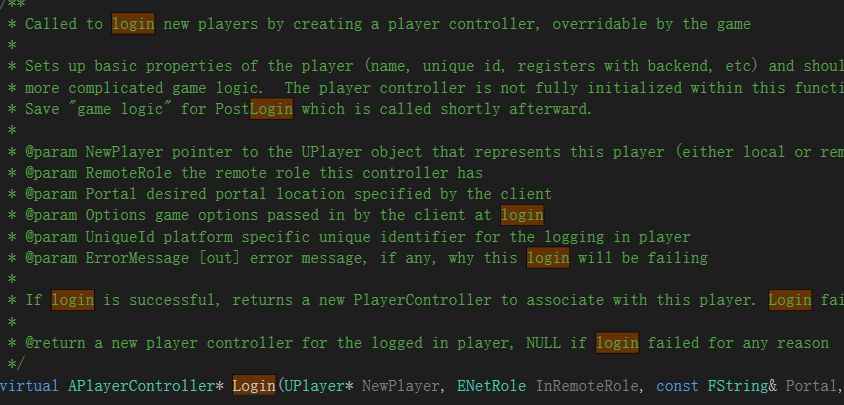 /**
* Called to login new players by creating a player controller, overridable by the game
*
* Sets up basic properties of the player (name, unique id, registers with backend, etc) and shoul
* more complicated game logic.  The player controller is not fully initialized within this functi
* Save "game logic" for PostLogin which is called shortly afterward.
*
* @param NewPlayer pointer to the UPlayer object that represents this player (either local or rem
* @param RemoteRole the remote role this controller has
* @param Portal desired portal location specified by the client
* @param Options game options passed in by the client at login
* @param UniqueId platform specific unique identifier for the logging in player
* @param ErrorMessage [out] error message, if any, why this login will be failing
*
* If login is successful, returns a new PlayerController to associate with this player. Login fai
*
* @return a new player controller for the logged in player, NULL if login failed for any reason
*/
virtual APlayerController* Login(UPlayer* NewPlayer, ENetRole InRemoteRole, const FString& Portal,